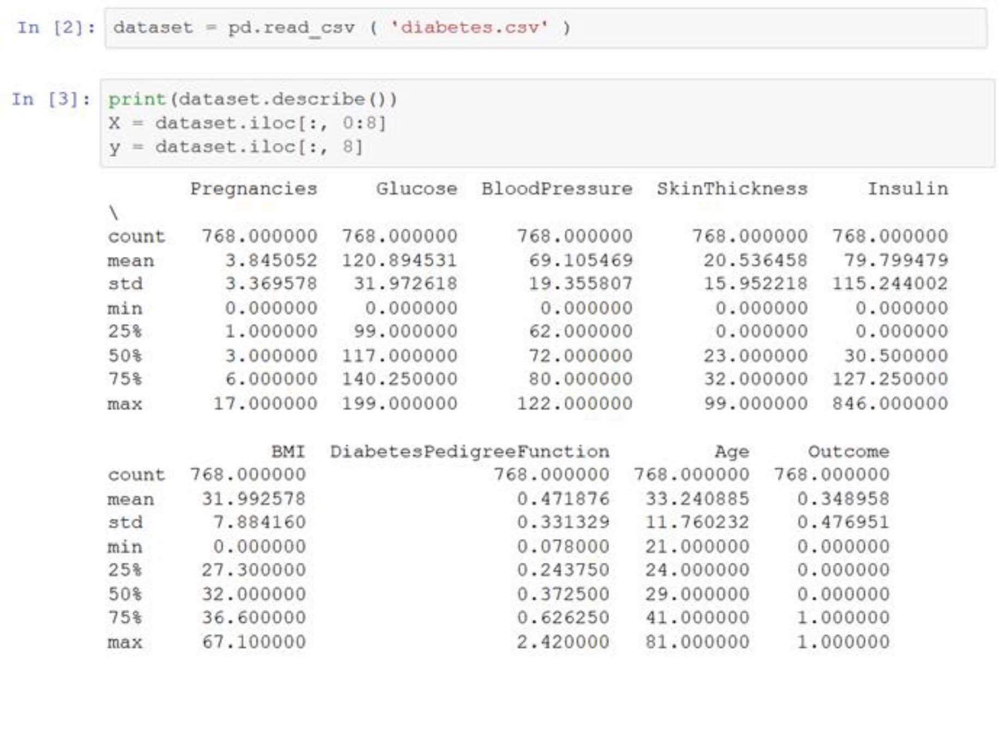 In [2]: dataset = pd.read_csv ( 'diabetes.csv' )
In [3]: print(dataset.describe())
X = dataset.iloc[:, 0:8]
y = dataset.iloc[:, 8]
Pregnancies Glucose BloodPressure SkinThickness Insulin
\
count 768.000000 768.000000 768.000000 768.000000 768.000000
mean 3.845052 120.894531 69.105469 20.536458 79.799479
std 3.369578 31.972618 19.355807 15.952218 115.244002
min 0.000000 0.000000 0.000000 0.000000 0.000000
25% 1.000000 99.000000 62.000000 0.000000 0.000000
50% 3.000000 117.000000 72.000000 23.000000 30.500000
75% 6.000000 140.250000 80.000000 32.000000 127.250000
max 17.000000 199.000000 122.000000 99.000000 846.000000
BMI DiabetesPedigreeFunction Age Outcome
count 768.000000 768.000000 768.000000 768.000000
mean 31.992578 0.471876 33.240885 0.348958
std 7.884160 0.331329 11.760232 0.476951
min 0.000000 0.078000 21.000000 0.000000
25% 27.300000 0.243750 24.000000 0.000000
50% 32.000000 0.372500 29.000000 0.000000
75% 36.600000 0.626250 41.000000 1.000000
max 67.100000 2.420000 81.000000 1.000000